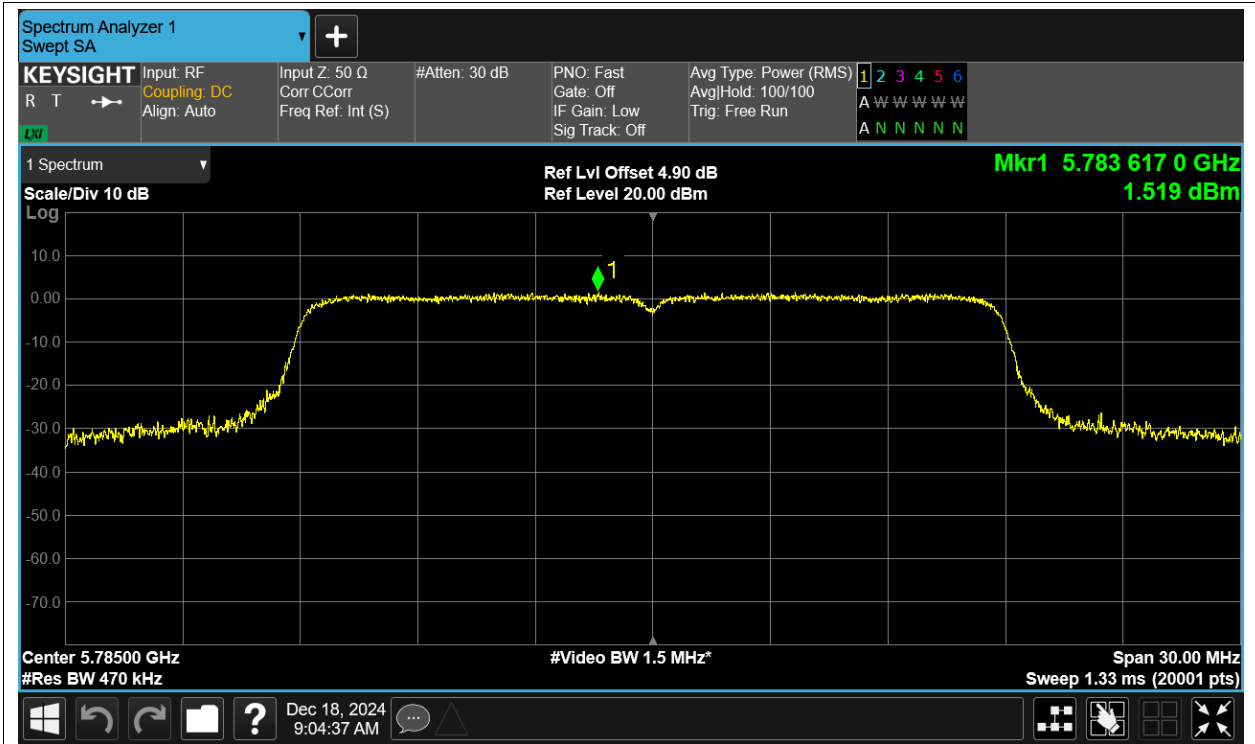 Spectrum Analyzer 1
Swept SA
KEYSIGHT
R T
LXI
Input: RF
Coupling: DC
Align: Auto
Input Z: 50 Ω
Corr CCorr
Freq Ref: Int (S)
#Atten: 30 dB
PNO: Fast
Gate: Off
IF Gain: Low
Sig Track: Off
Avg Type: Power (RMS)
Avg|Hold: 100/100
Trig: Free Run
1 2 3 4 5 6
A W W W W W
A N N N N N
1 Spectrum
Scale/Div 10 dB
Log
Ref Lvl Offset 4.90 dB
Ref Level 20.00 dBm
Mkr1 5.783 617 0 GHz
1.519 dBm
1
10.0
0.00
-10.0
-20.0
-30.0
-40.0
-50.0
-60.0
-70.0
Center 5.78500 GHz
#Res BW 470 kHz
#Video BW 1.5 MHz*
Span 30.00 MHz
Sweep 1.33 ms (20001 pts)
?
Dec 18, 2024
9:04:37 AM